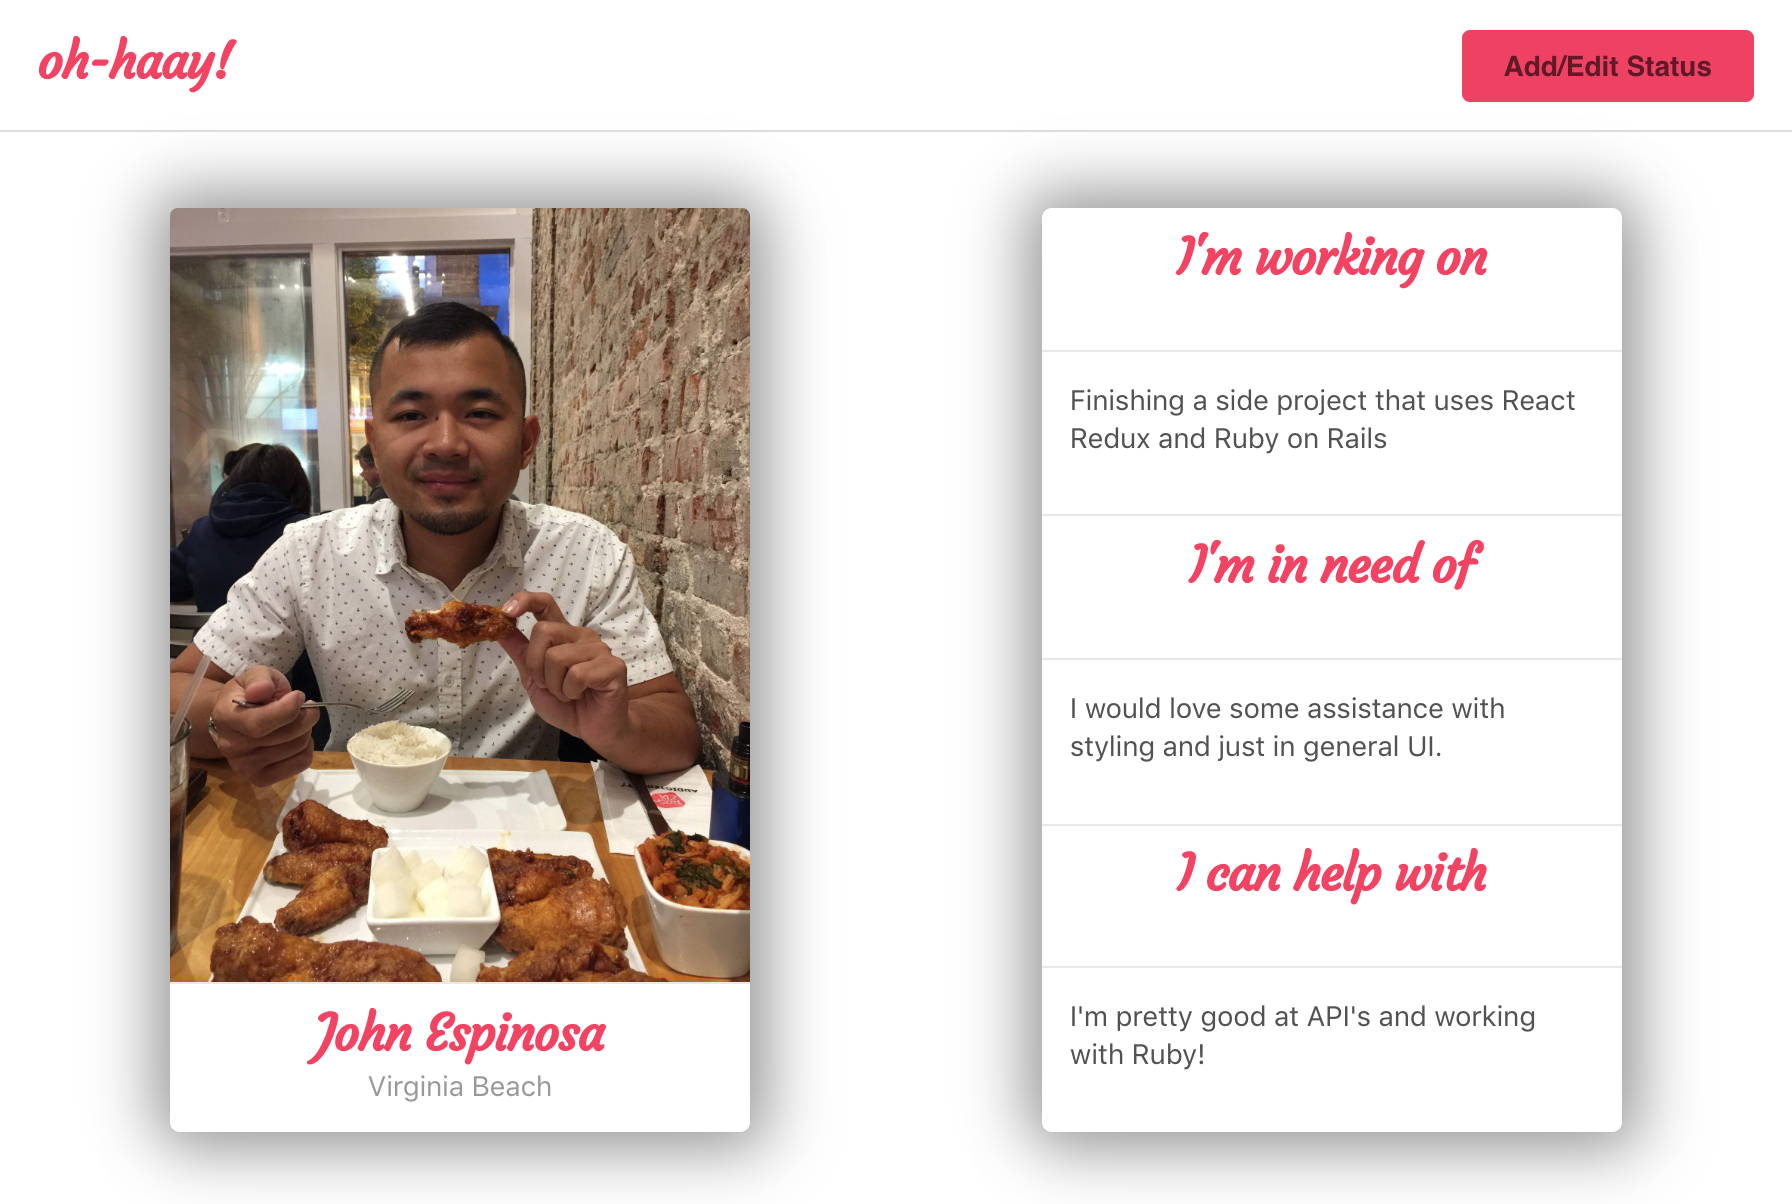 oh-haay!
Add/Edit Status
John Espinosa
Virginia Beach
I'm working on
Finishing a side project that uses React
Redux and Ruby on Rails
I'm in need of
I would love some assistance with
styling and just in general UI.
I can help with
I'm pretty good at API's and working
with Ruby!